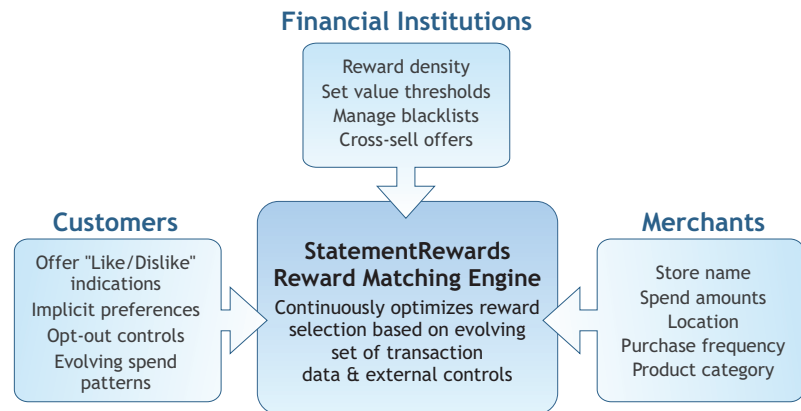 Financial Institutions
Reward density
Set value thresholds
Manage blacklists
Cross-sell offers
Customers
Offer "Like/Dislike"
indications
Implicit preferences
Opt-out controls
Evolving spend
patterns
StatementRewards
Reward Matching Engine
Continuously optimizes reward
selection based on evolving
set of transaction
data & external controls
Merchants
Store name
Spend amounts
Location
Purchase frequency
Product category